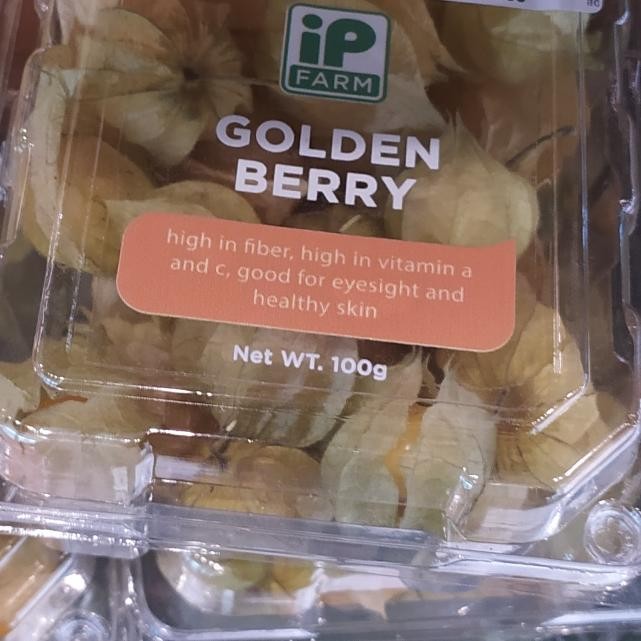 iP
FARM
GOLDEN
BERRY
high in fiber, high in vitamin a
and c, good for eyesight and
healthy skin
Net WT. 100g